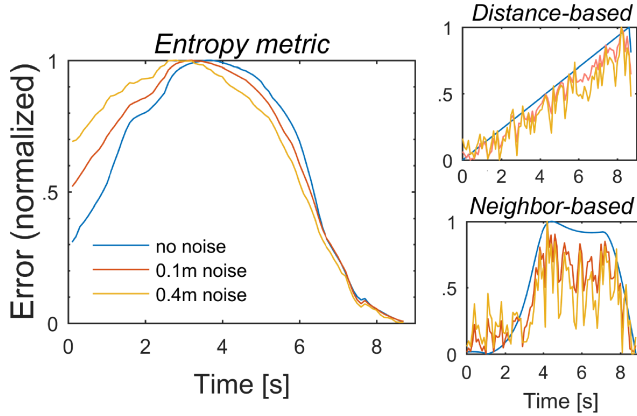 Entropy metric
Error (normalized)
1
.5
0
no noise
0.1m noise
0.4m noise
0 2 4 6 8
Time [s]
Distance-based
1
.5
0
0 2 4 6 8
Neighbor-based
1
.5
0
0 2 4 6 8
Time [s]